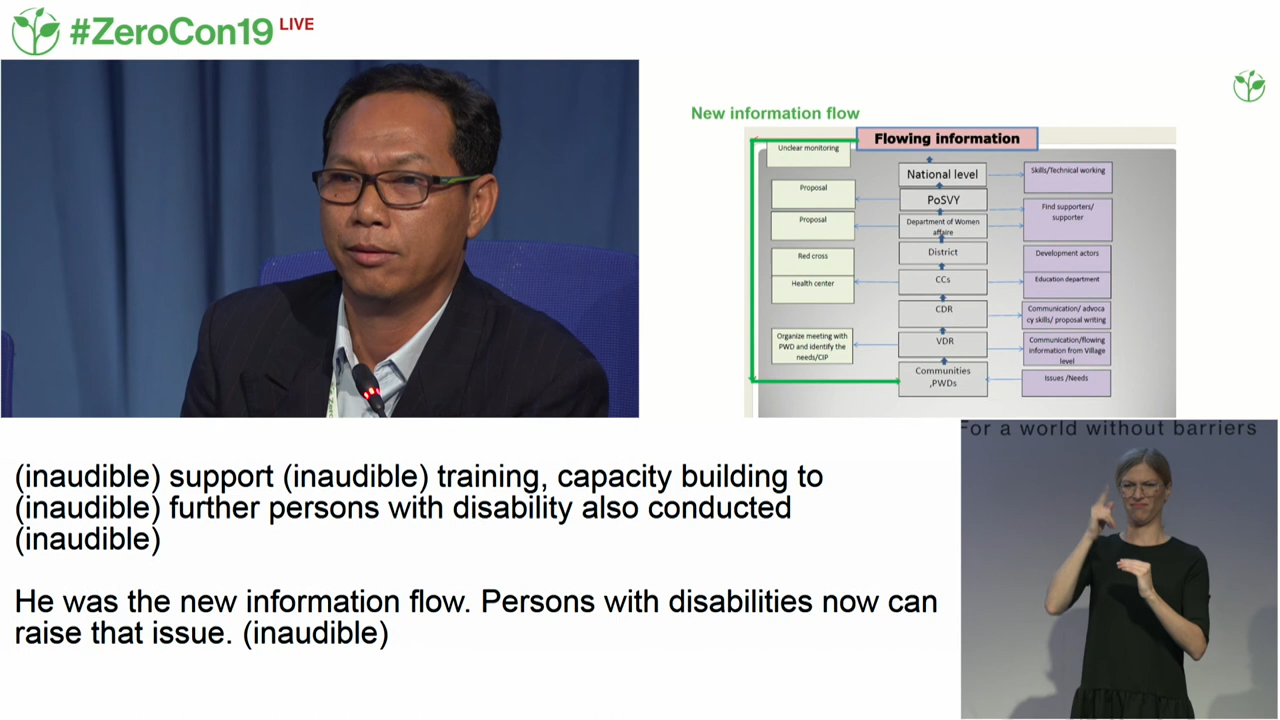 #ZeroCon19 LIVE
New information flow
Flowing information
Unclear monitoring
National level
Skills/Technical working
Proposal
PoSVY
Find supporters/
supporter
Proposal
Department of Women
affaire
Red cross
District
Development actors
Health center
CCs
Education department
CDR
Communication/ advoca
cy skills/ proposal writing
Organize meeting with
PWD and identify the
needs/CIP
VDR
Communication/flowing
information from Village
level
Communities
,PWDs
Issues /Needs
For a world without barriers
(inaudible) support (inaudible) training, capacity building to
(inaudible) further persons with disability also conducted
(inaudible)
He was the new information flow. Persons with disabilities now can
raise that issue. (inaudible)